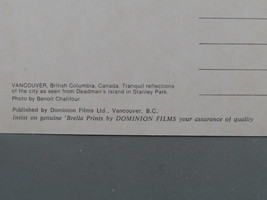 VANCOUVER, British Columbia, Canada. Tranquil reflections
of the city as seen from Deadman's Island in Stanley Park.
Photo by Benoit Chalifour
Published by Dominion Films Ltd., Vancouver, B.C.
Insist on genuine 'Brella Prints by DOMINION FILMS your assurance of quality